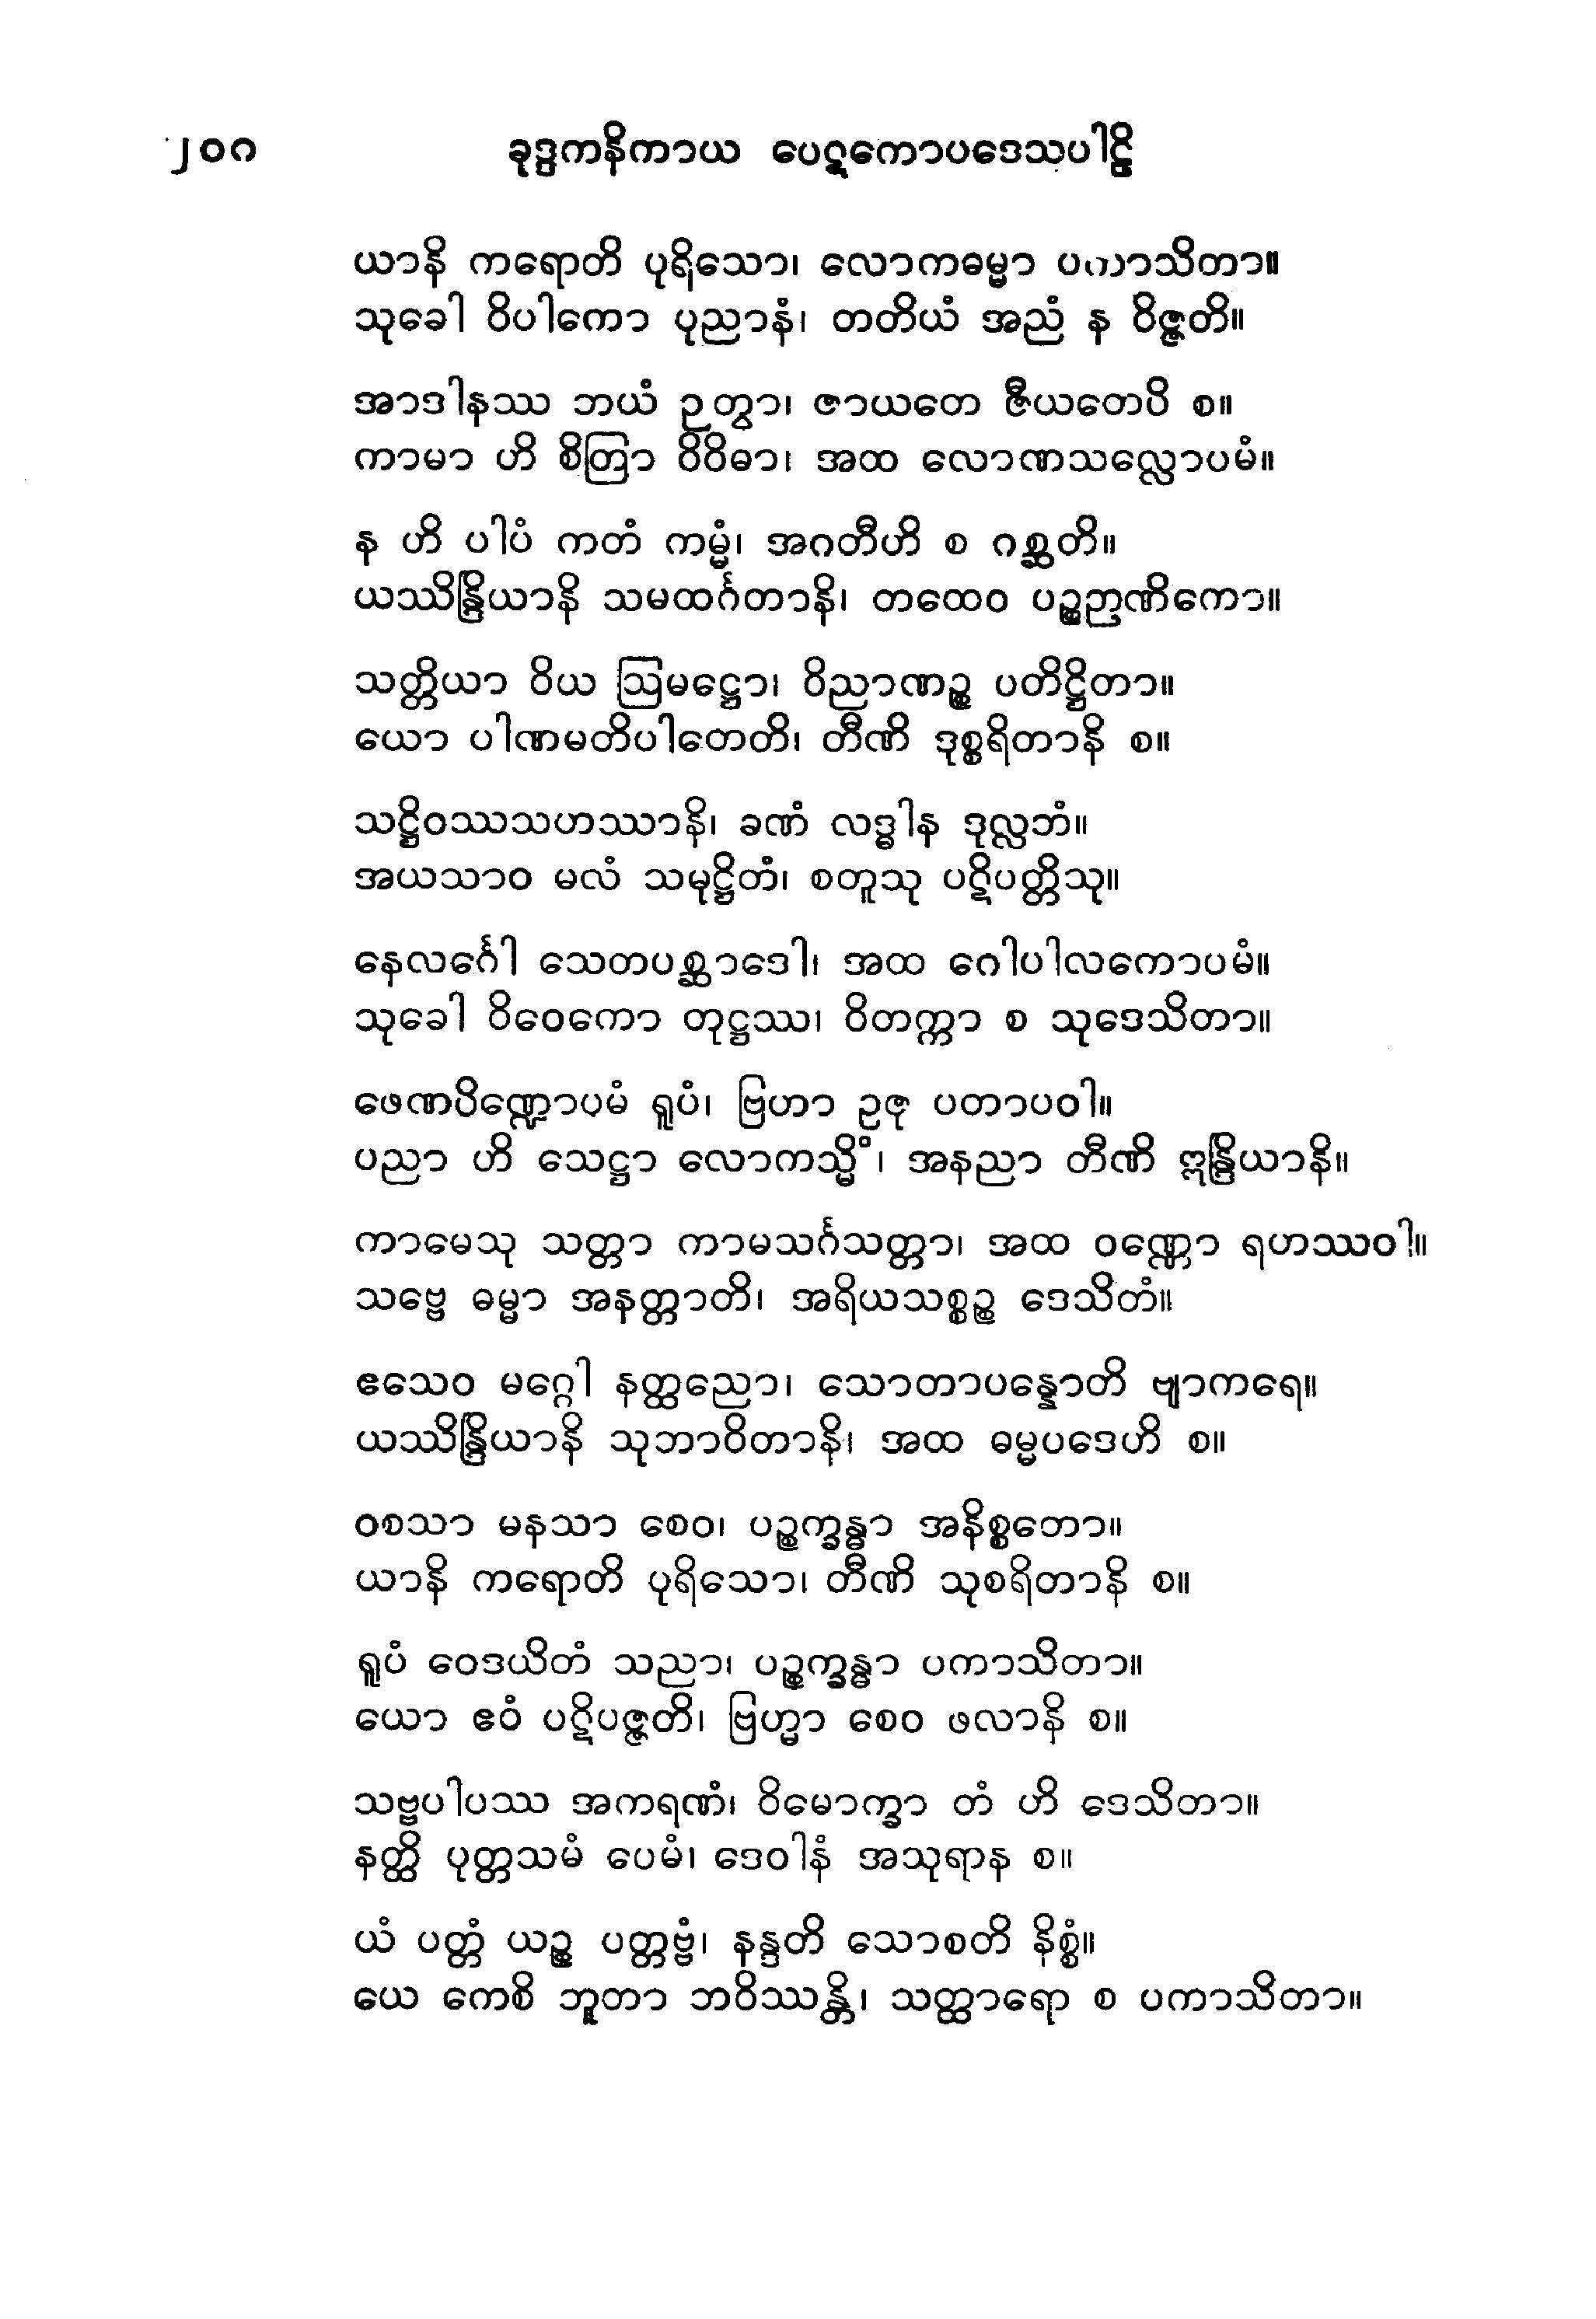 ၂၀၈ ခုဒ္ဒကနိကာယ ပေဋကောပဒေသပါဠိ
ယာနိ ကရောတိ ပုရိသော၊ လောကဓမ္မာ ပကာသိတာ။
သုခေါ ဝိပါကော ပုညာနံ၊ တတိယံ အညံ န ဝိဇ္ဇတိ။
အာဒါနဿ ဘယံ ဉတွာ၊ ဇာယတေ ဇီယတေပိ စ။
ကာမာ ဟိ စိတြာ ဝိဝိဓာ၊ အထ လောဏသလ္လောပမံ။
န ဟိ ပါပံ ကတံ ကမ္မံ၊ အဂတီဟိ စ ဂစ္ဆတိ။
ယဿိန္ဒြိယာနိ သမထင်္ဂတာနိ၊ တထေဝ ပဉ္စဉာဏိကော။
သတ္တိယာ ဝိယ ဩမဋ္ဌော၊ ဝိညာဏဉ္စ ပတိဋ္ဌိတာ။
ယော ပါဏမတိပါတေတိ၊ တီဏိ ဒုစ္စရိတာနိ စ။
သဋ္ဌိဝဿသဟဿာနိ၊ ခဏံ လဒ္ဓါန ဒုလ္လဘံ။
အယသာဝ မလံ သမုဋ္ဌိတံ၊ စတူသု ပဋိပတ္တိသု။
နေလင်္ဂေါ သေတပစ္ဆာဒေါ၊ အထ ဂေါပါလကောပမံ။
သုခေါ ဝိဝေကော တုဋ္ဌဿ၊ ဝိတက္ကာ စ သုဒေသိတာ။
ဖေဏပိဏ္ဍောပမံ ရူပံ၊ ဗြဟာ ဥဇု ပတာပဝါ။
ပညာ ဟိ သေဋ္ဌာ လောကသ္မိံ၊ အနညာ တီဏိ ဣန္ဒြိယာနိ။
ကာမေသု သတ္တာ ကာမသင်္ဂသတ္တာ၊ အထ ဝဏ္ဏော ရဟဿဝါ။
သဗ္ဗေ ဓမ္မာ အနတ္တာတိ၊ အရိယသစ္စဉ္စ ဒေသိတံ။
ဧသေဝ မဂ္ဂေါ နတ္ထညော၊ သောတာပန္နောတိ ဗျာကရေ။
ယဿိန္ဒြိယာနိ သုဘာဝိတာနိ၊ အထ ဓမ္မပဒေဟိ စ။
ဝစသာ မနသာ စေဝ၊ ပဉ္စက္ခန္ဓာ အနိစ္စတော။
ယာနိ ကရောတိ ပုရိသော၊ တီဏိ သုစရိတာနိ စ။
ရူပံ ဝေဒယိတံ သညာ၊ ပဉ္စက္ခန္ဓာ ပကာသိတာ။
ယော ဧဝံ ပဋိပဇ္ဇတိ၊ ဗြဟ္မာ စေဝ ဖလာနိ စ။
သဗ္ဗပါပဿ အကရဏံ၊ ဝိမောက္ခာ တံ ဟိ ဒေသိတာ။
နတ္ထိ ပုတ္တသမံ ပေမံ၊ ဒေဝါနံ အသုရာန စ။
ယံ ပတ္တံ ယဉ္စ ပတ္တဗ္ဗံ၊ နန္ဒတိ သောစတိ နိစ္စံ။
ယေ ကေစိ ဘူတာ ဘဝိဿန္တိ၊ သတ္ထာရော စ ပကာသိတာ။